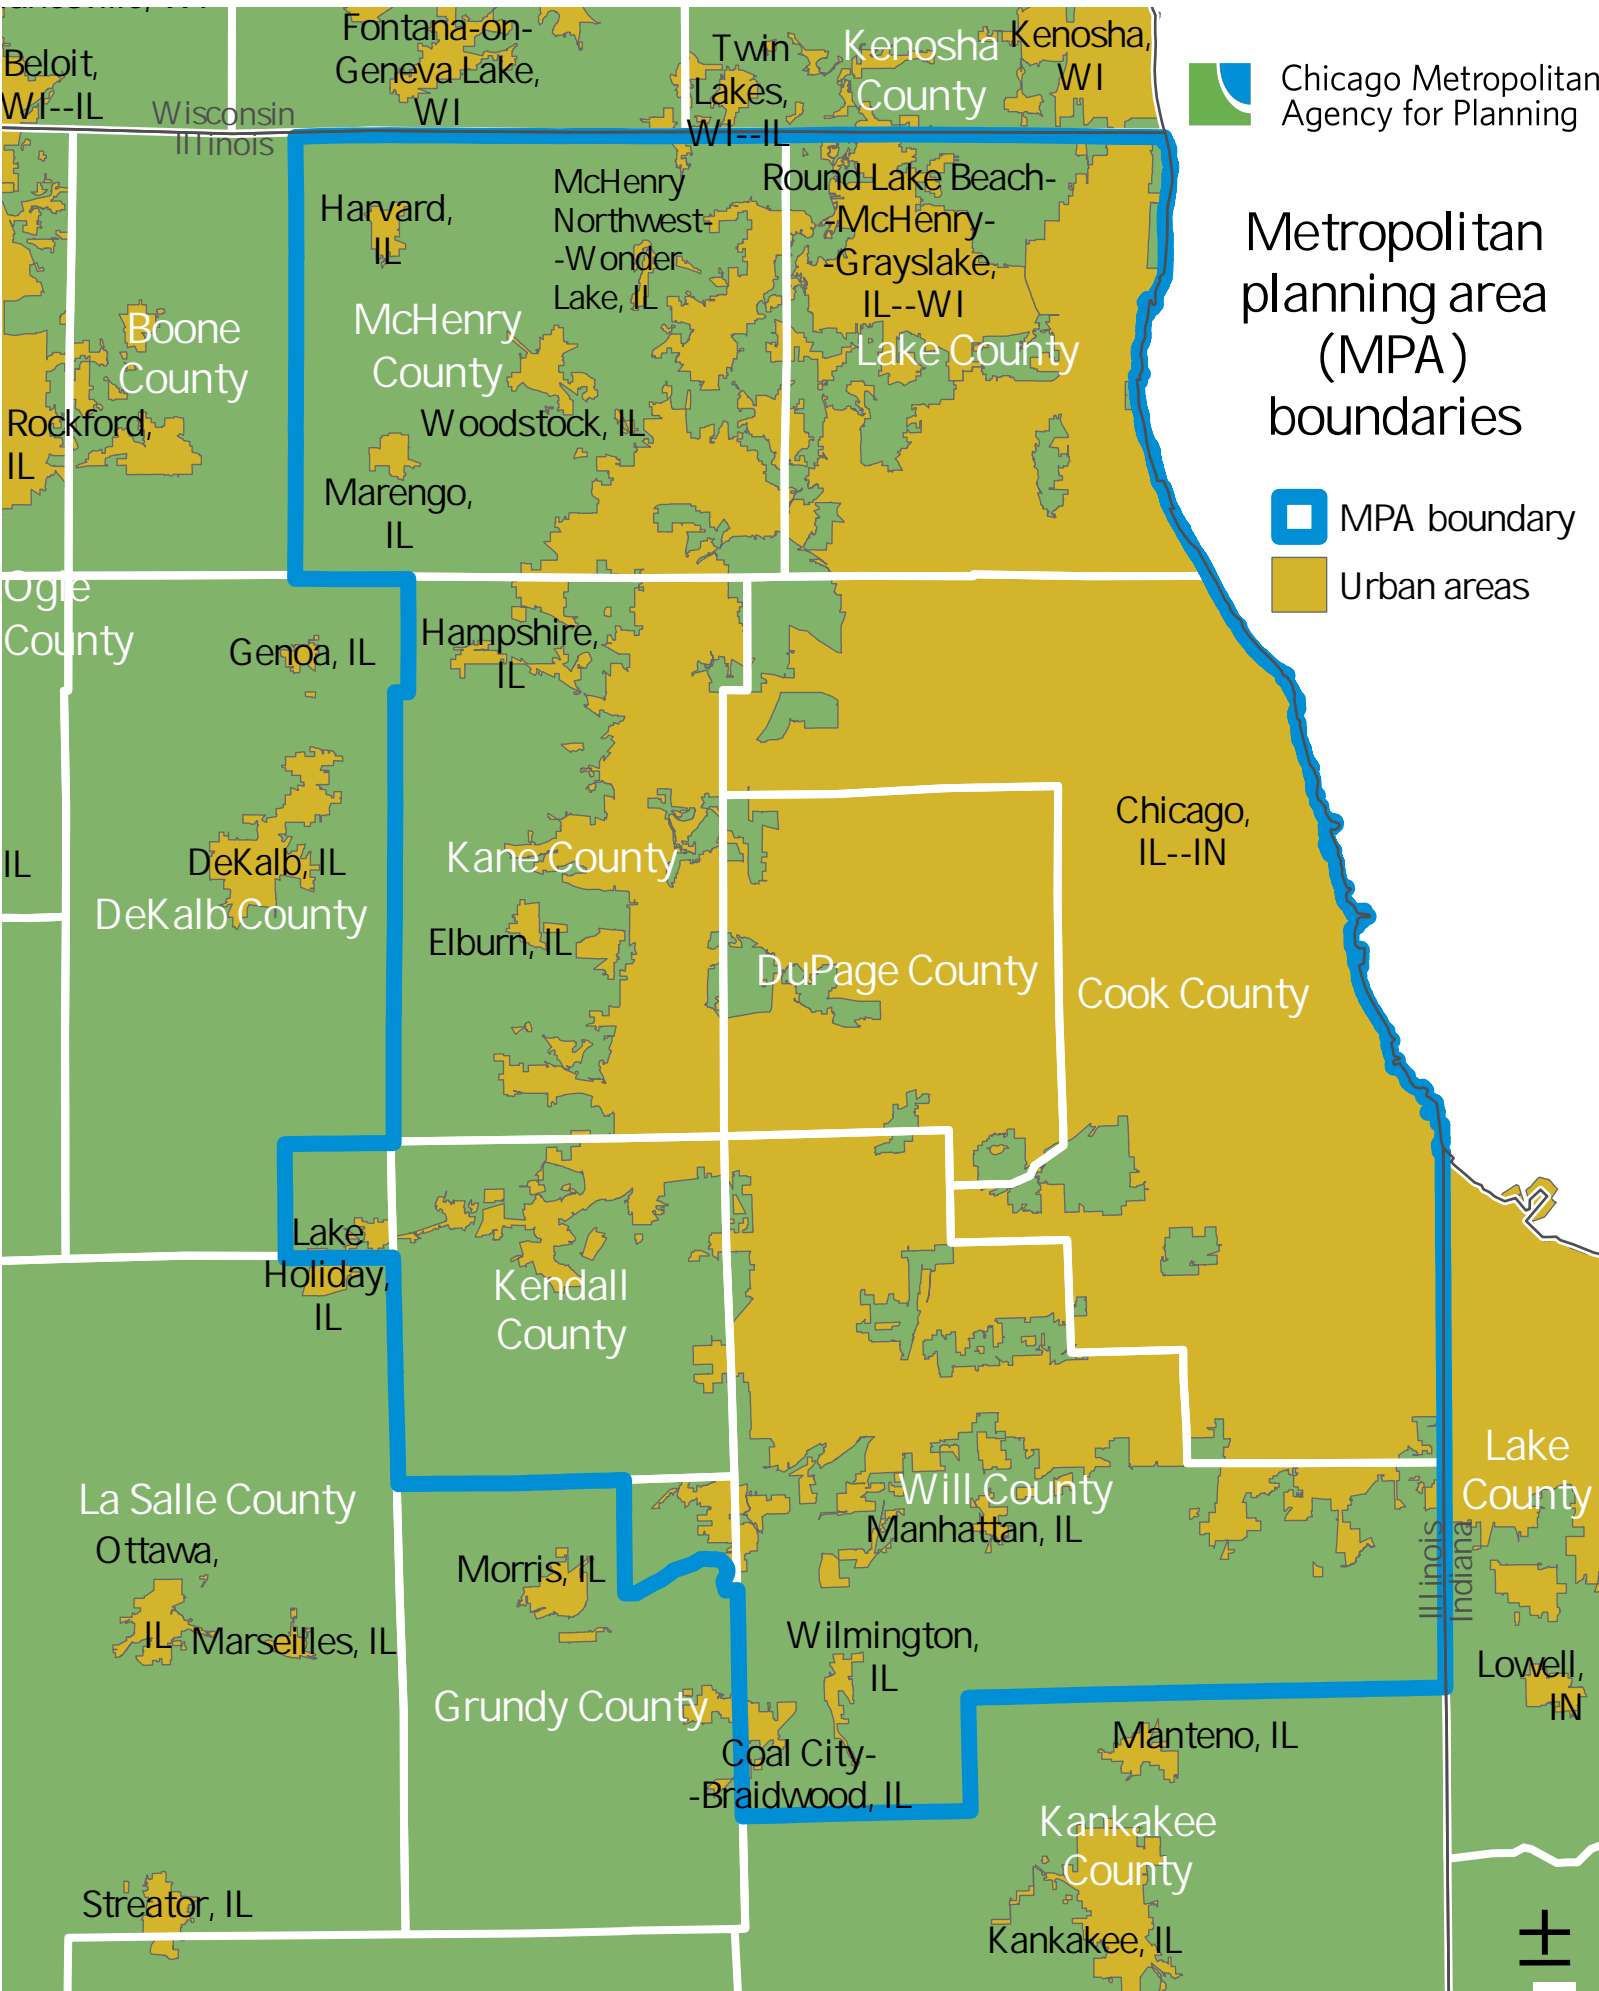 Fontana-on-
Geneva Lake,
WI
Beloit,
WI--IL
Twin
Lakes,
WI--IL
Kenosha
County
Kenosha,
WI
Chicago Metropolitan
Agency for Planning
Wisconsin
Illinois
Metropolitan
planning area
(MPA)
boundaries
MPA boundary
Urban areas
Harvard,
IL
McHenry
Northwest-
-Wonder
Lake, IL
Round Lake Beach-
-McHenry-
-Grayslake,
IL--WI
Boone
County
McHenry
County
Lake County
Rockford,
IL
Woodstock, IL
Marengo,
IL
Ogle
County
Genoa, IL
Hampshire,
IL
Chicago,
IL--IN
IL
DeKalb, IL
DeKalb County
Kane County
Elburn, IL
DuPage County
Cook County
Lake
Holiday,
IL
Kendall
County
La Salle County
Will County
Manhattan, IL
Lake
County
Illinois
Indiana
Ottawa,
IL
Morris, IL
Marseilles, IL
Wilmington,
IL
Lowell,
IN
Grundy County
Coal City-
-Braidwood, IL
Manteno, IL
Kankakee
County
Streator, IL
Kankakee, IL